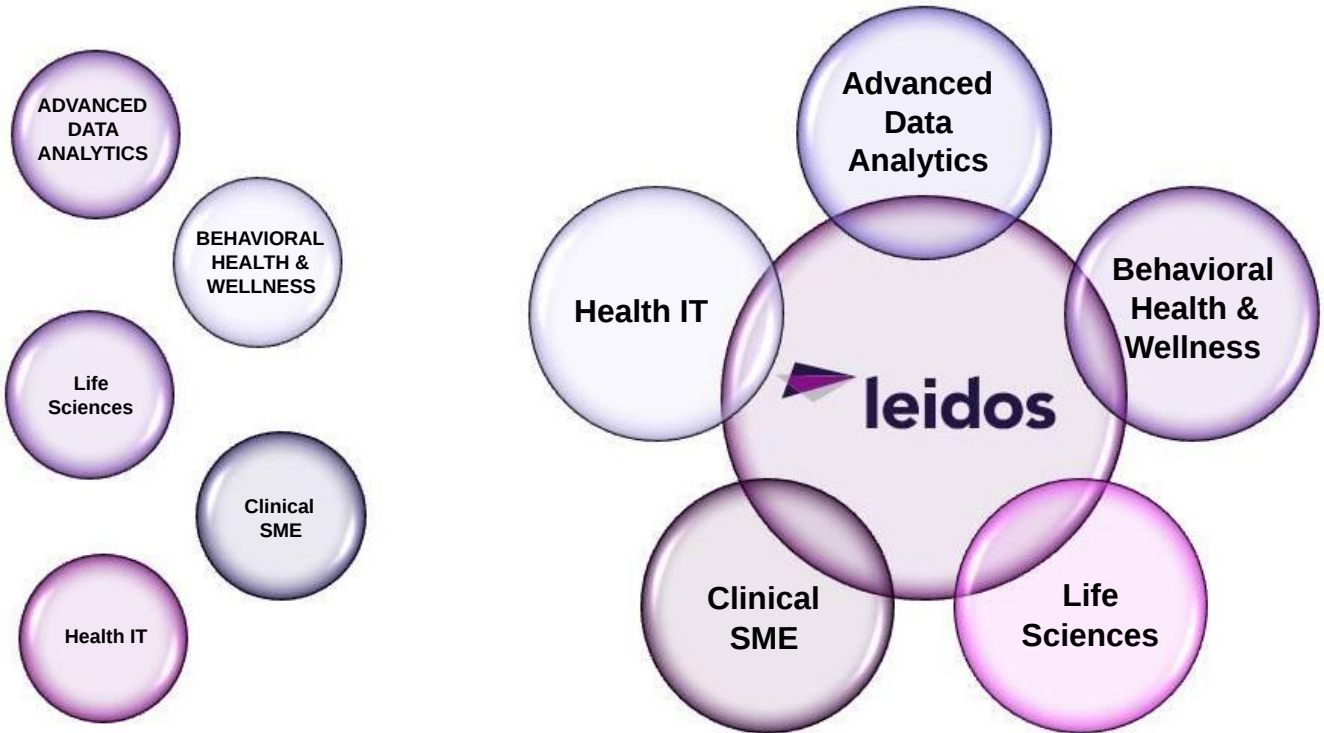 ADVANCED
DATA
ANALYTICS
BEHAVIORAL
HEALTH &
WELLNESS
Life
Sciences
Clinical
SME
Health IT
Advanced
Data
Analytics
Health IT
Behavioral
Health &
Wellness
leidos
Clinical
SME
Life
Sciences